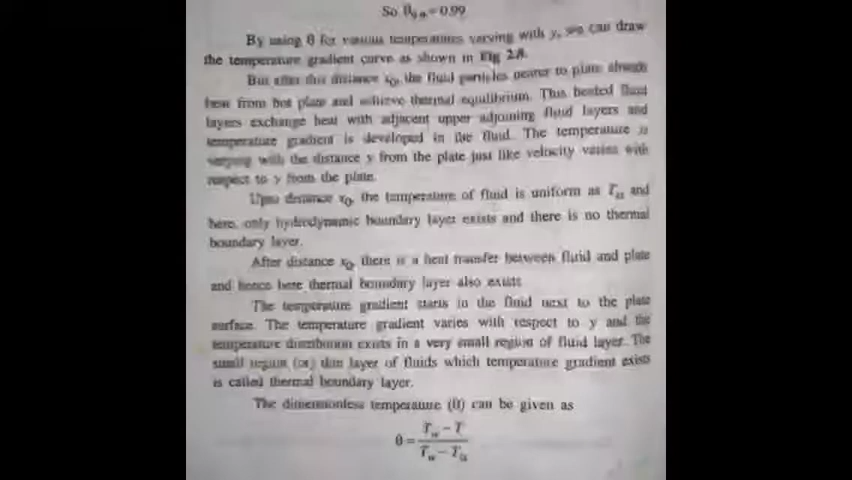 So θ₀.₉₉ = 0.99
By using θ for various temperatures varying with y, we can draw
the temperature gradient curve as shown in Fig 2.8.
But after this distance x₀, the fluid particles nearer to plate absorb
heat from hot plate and achieve thermal equilibrium. This heated fluid
layers exchange heat with adjacent upper adjoining fluid layers and
temperature gradient is developed in the fluid. The temperature is
varying with the distance y from the plate just like velocity varies with
respect to y from the plate.
Upto distance x₀, the temperature of fluid is uniform as T∞ and
here, only hydrodynamic boundary layer exists and there is no thermal
boundary layer.
After distance x₀, there is a heat transfer between fluid and plate
and hence here thermal boundary layer also exists
The temperature gradient starts in the fluid next to the plate
surface. The temperature gradient varies with respect to y and the
temperature distribution exists in a very small region of fluid layer. The
small region (or) thin layer of fluids which temperature gradient exists
is called thermal boundary layer.
The dimensionless temperature (θ) can be given as
θ = (T_w − T) / (T_w − T_∞)